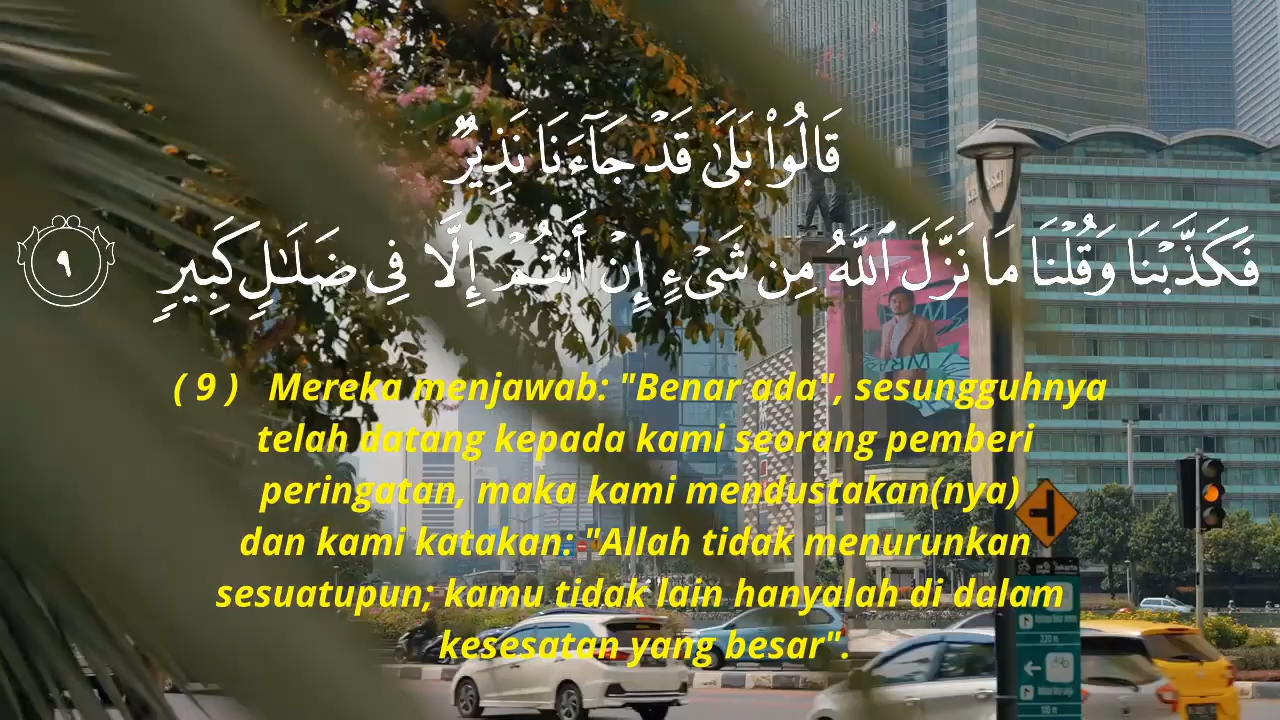 قَالُوا۟ بَلَىٰ قَدْ جَآءَنَا نَذِيرٌ
فَكَذَّبْنَا وَقُلْنَا مَا نَزَّلَ ٱللَّهُ مِن شَىْءٍ إِنْ أَنتُمْ إِلَّا فِى ضَلَـٰلٍ كَبِيرٍ ٩
( 9 ) Mereka menjawab: "Benar ada", sesungguhnya
telah datang kepada kami seorang pemberi
peringatan, maka kami mendustakan(nya)
dan kami katakan: "Allah tidak menurunkan
sesuatupun; kamu tidak lain hanyalah di dalam
kesesatan yang besar".
220 m
100 m